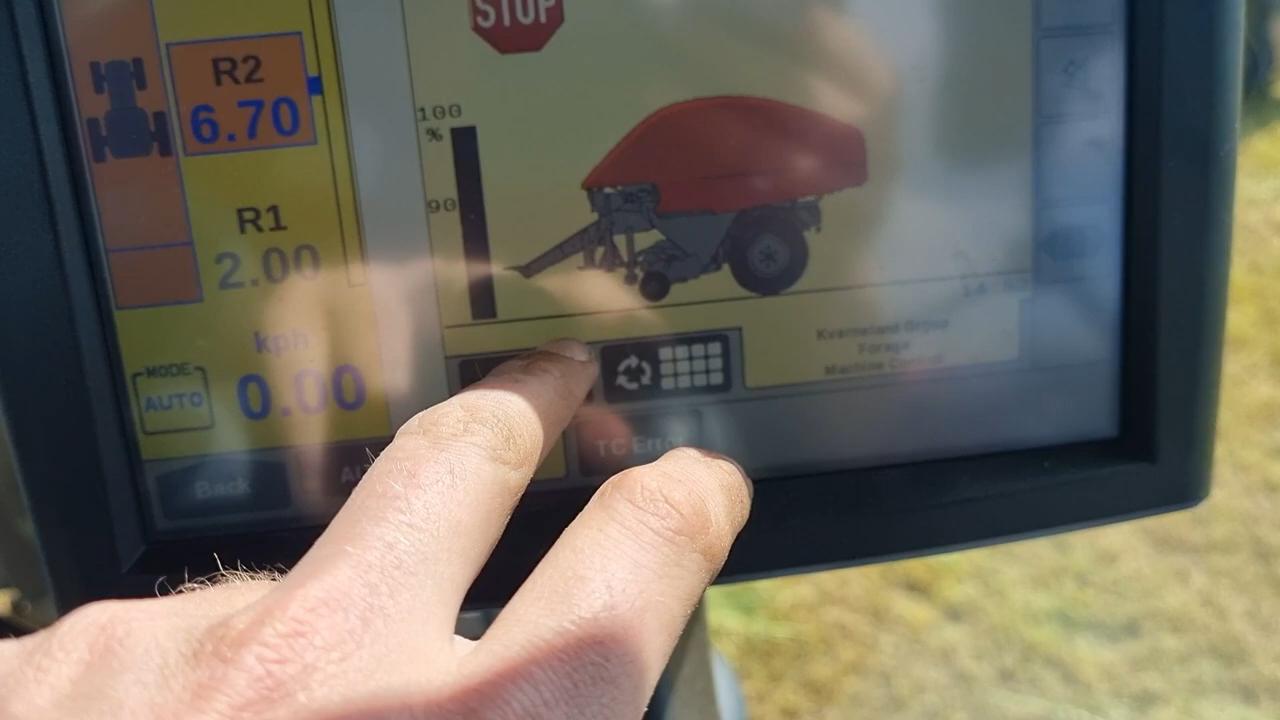 STOP
R2
6.70
R1
2.00
kph
MODE
AUTO
0.00
100
%
90
Kverneland Group
Forage
Machine Control
Back
TC Error